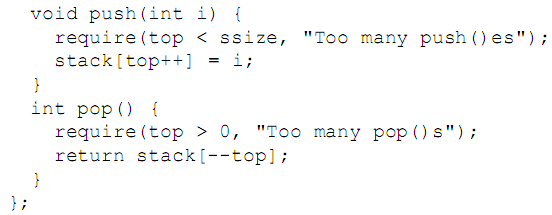 void push(int i) {
require(top < ssize, "Too many push()es");
stack[top++] = i;
}
int pop() {
require(top > 0, "Too many pop()s");
return stack[--top];
}
};